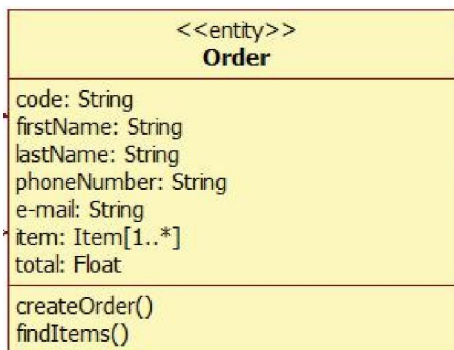 <<entity>>
Order
code: String
firstName: String
lastName: String
phoneNumber: String
e-mail: String
item: Item[1..*]
total: Float
createOrder()
findItems()